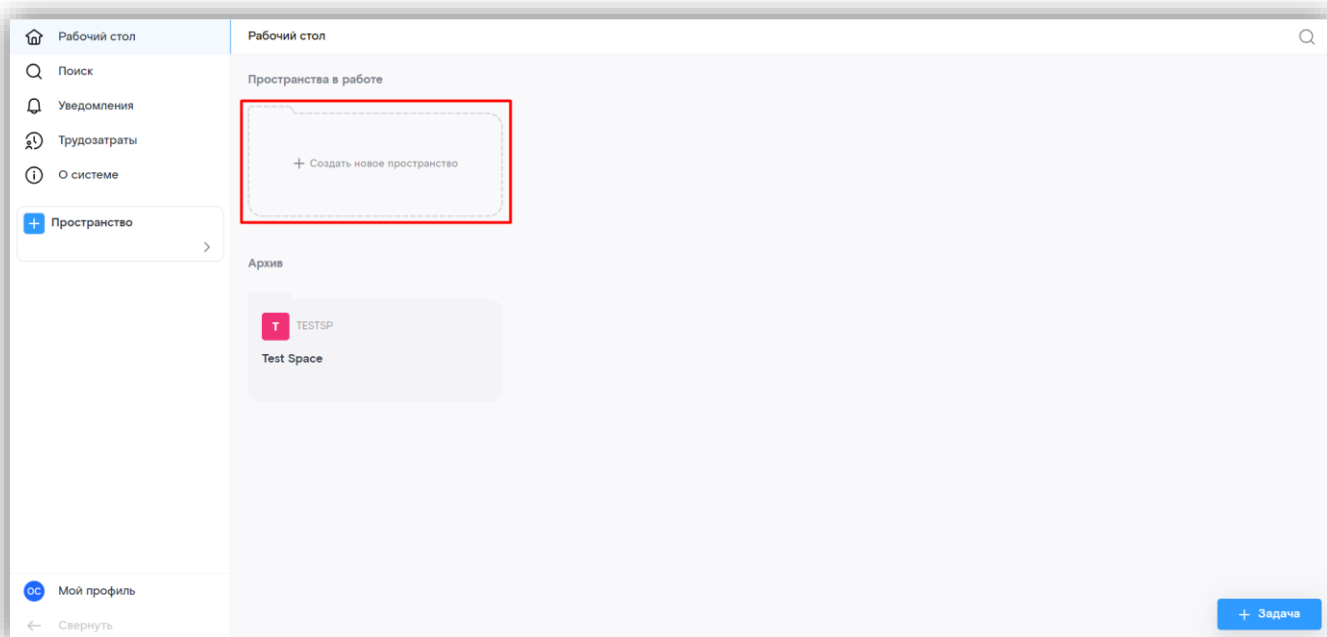 Рабочий стол
Поиск
Уведомления
Трудозатраты
О системе
Пространство
Мой профиль
Свернуть
Рабочий стол
Пространства в работе
+ Создать новое пространство
Архив
T TESTSP
Test Space
ОС
+ Задача